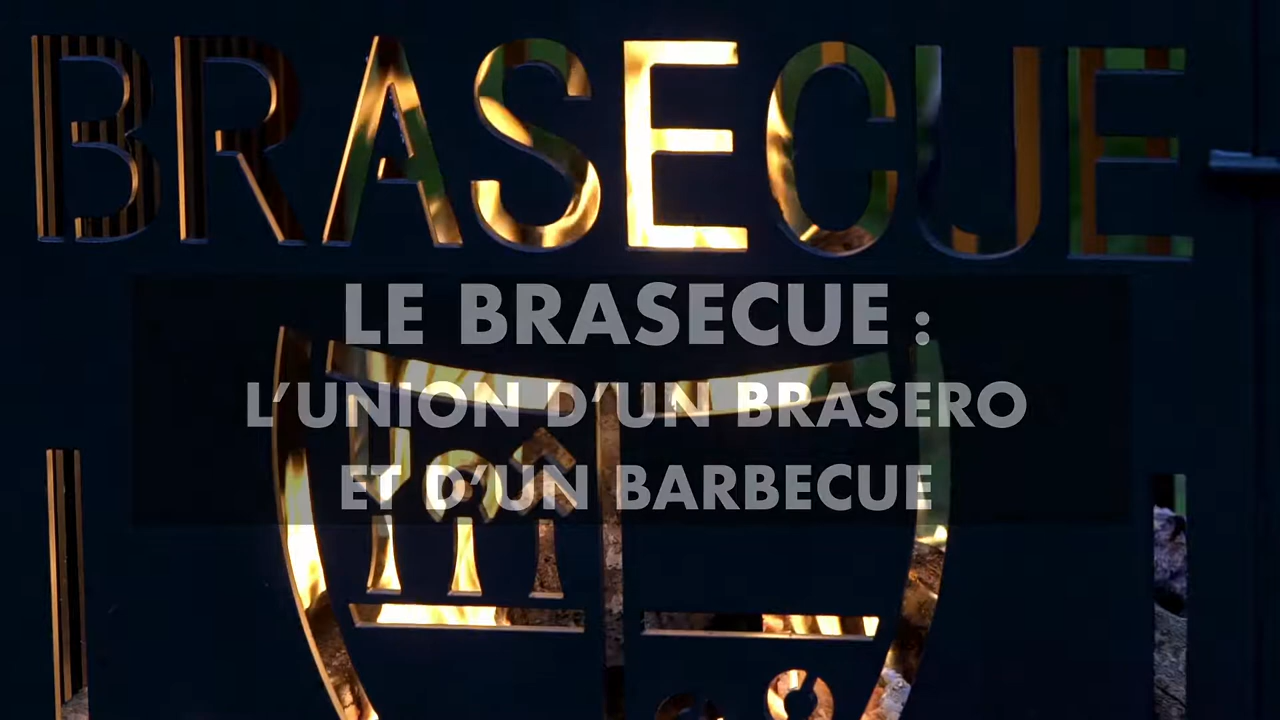 BRASECUE
LE BRASECUE :
L’UNION D’UN BRASERO
ET D’UN BARBECUE